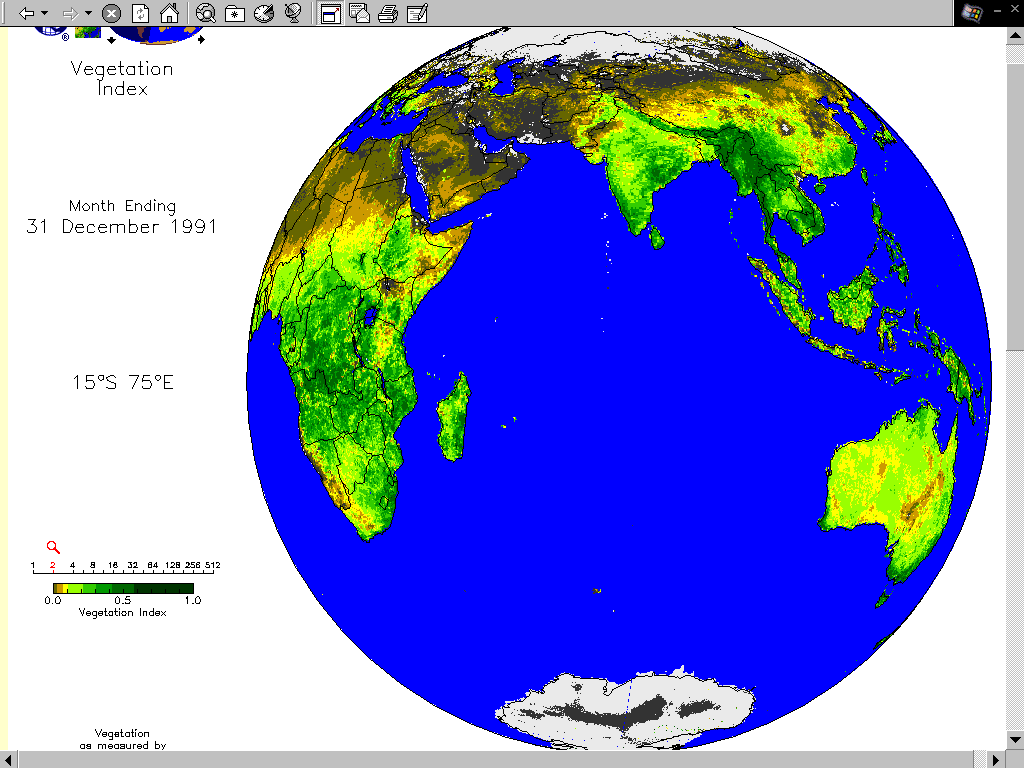 ®
Vegetation
Index
Month Ending
31 December 1991
15°S 75°E
1 2 4 8 16 32 64 128 256 512
0.0 0.5 1.0
Vegetation Index
Vegetation
as measured by